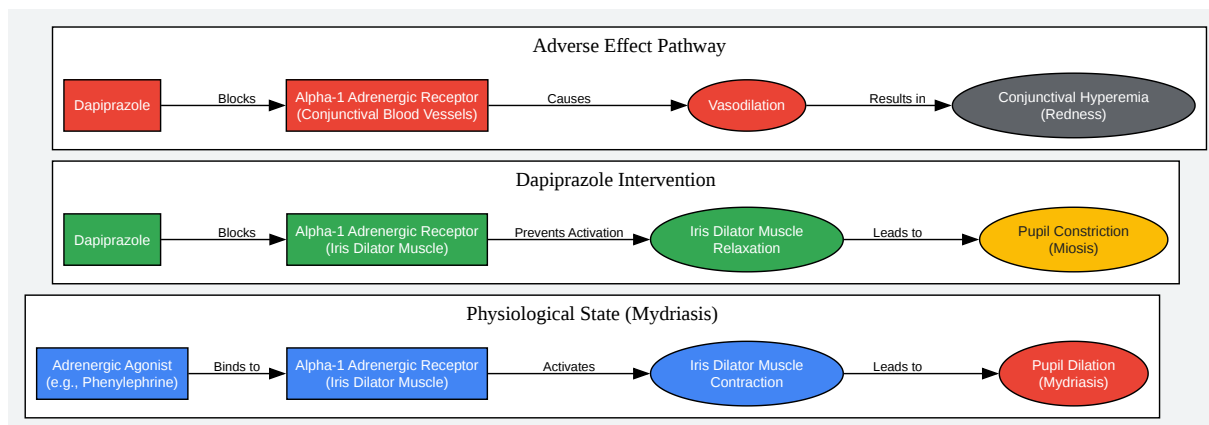 Adverse Effect Pathway
Dapiprazole
Blocks
Alpha-1 Adrenergic Receptor
(Conjunctival Blood Vessels)
Causes
Vasodilation
Results in
Conjunctival Hyperemia
(Redness)
Dapiprazole Intervention
Dapiprazole
Blocks
Alpha-1 Adrenergic Receptor
(Iris Dilator Muscle)
Prevents Activation
Iris Dilator Muscle
Relaxation
Leads to
Pupil Constriction
(Miosis)
Physiological State (Mydriasis)
Adrenergic Agonist
(e.g., Phenylephrine)
Binds to
Alpha-1 Adrenergic Receptor
(Iris Dilator Muscle)
Activates
Iris Dilator Muscle
Contraction
Leads to
Pupil Dilation
(Mydriasis)